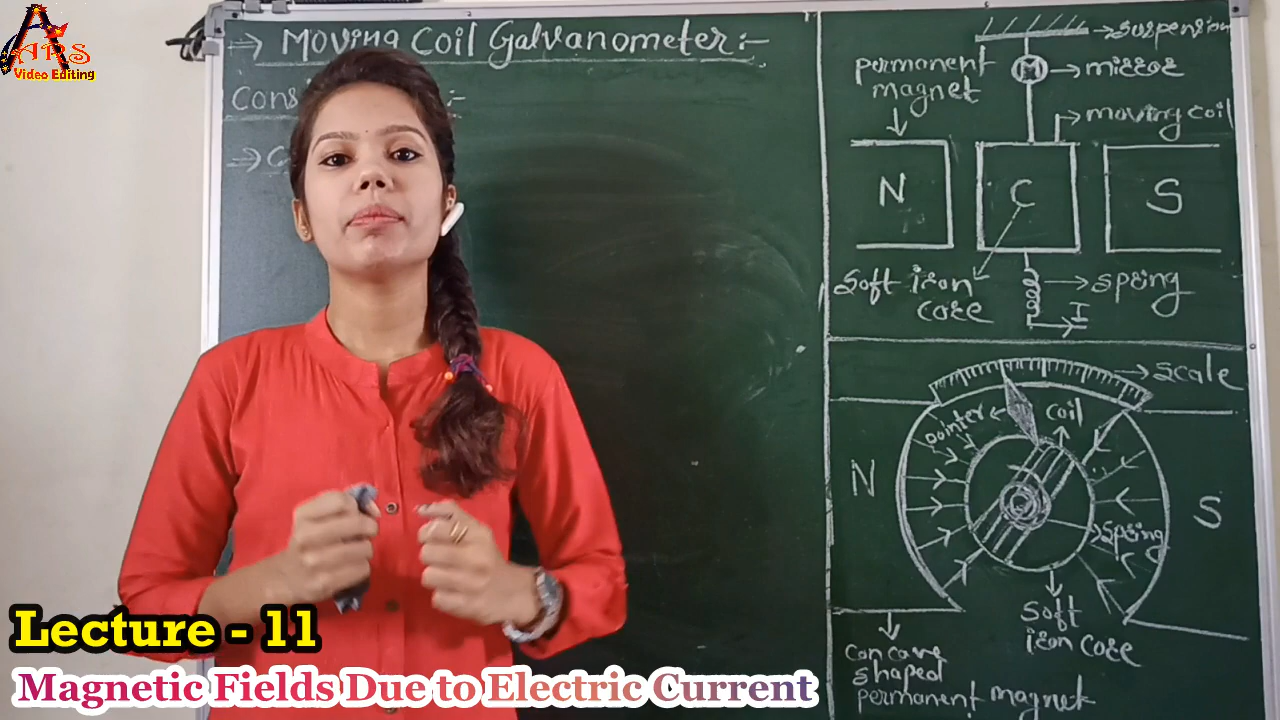 ARS
Video Editing
→ Moving Coil Galvanometer:-
Cons :-
→ C
suspension
permanent
magnet
M
mirror
moving coil
N
C
S
Soft iron
core
spring
I
scale
pointer
coil
N
S
spring
Soft
iron core
Concave
shaped
permanent magnet
Lecture - 11
Magnetic Fields Due to Electric Current